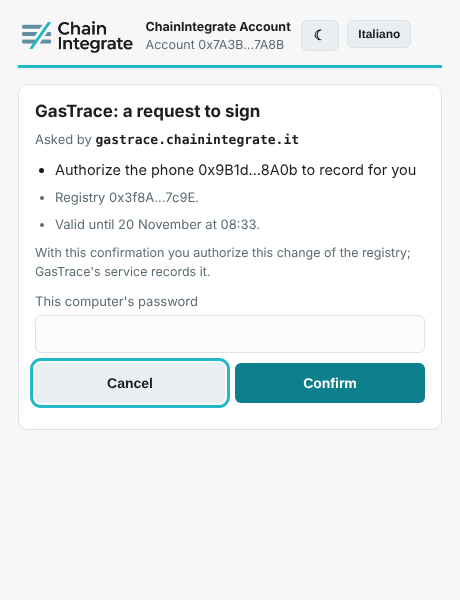 Chain
Integrate
ChainIntegrate Account
Account 0x7A3B...7A8B
Italiano
GasTrace: a request to sign
Asked by gastrace.chainintegrate.it
• Authorize the phone 0x9B1d...8A0b to record for you
• Registry 0x3f8A...7c9E.
• Valid until 20 November at 08:33.
With this confirmation you authorize this change of the registry;
GasTrace's service records it.
This computer's password
Cancel
Confirm